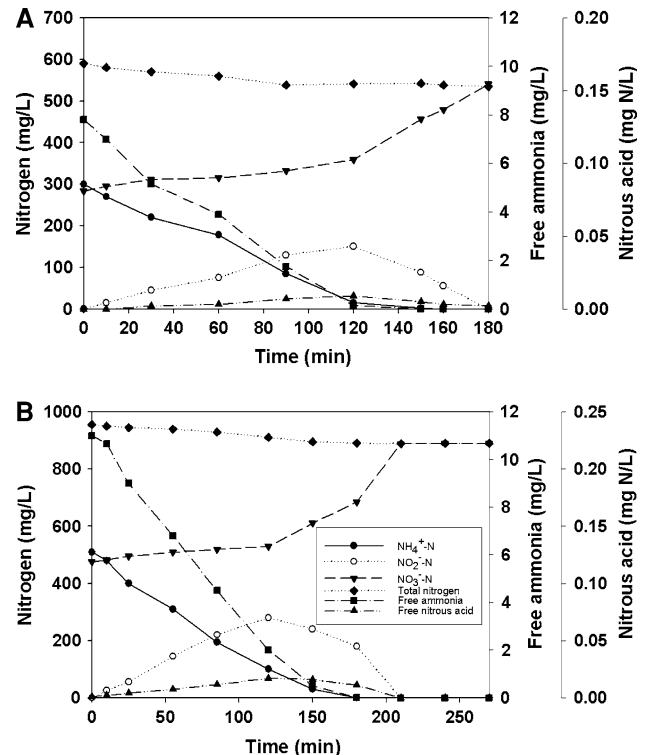 A
700
600
500
400
300
200
100
0
Nitrogen (mg/L)
12
10
8
6
4
2
0
Free ammonia (mg/L)
0.20
0.15
0.10
0.05
0.00
Nitrous acid (mg N/L)
0 20 40 60 80 100 120 140 160 180
Time (min)
B
1000
800
600
400
200
0
Nitrogen (mg/L)
12
10
8
6
4
2
0
Free ammonia (mg/L)
0.25
0.20
0.15
0.10
0.05
0.00
Nitrous acid (mg N/L)
NH₄⁺-N
NO₂⁻-N
NO₃⁻-N
Total nitrogen
Free ammonia
Free nitrous acid
0 50 100 150 200 250
Time (min)